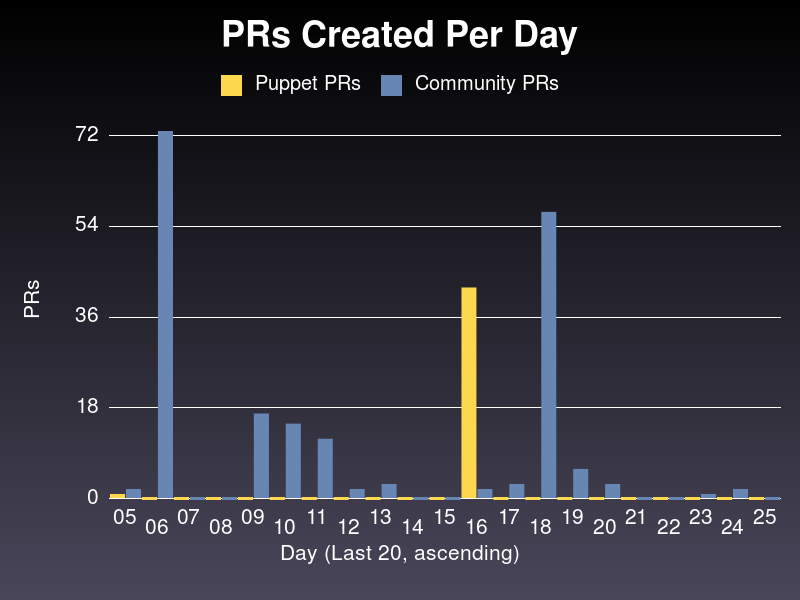 PRs Created Per Day
Puppet PRs Community PRs
72
54
36
18
0
PRs
05 06 07 08 09 10 11 12 13 14 15 16 17 18 19 20 21 22 23 24 25
Day (Last 20, ascending)